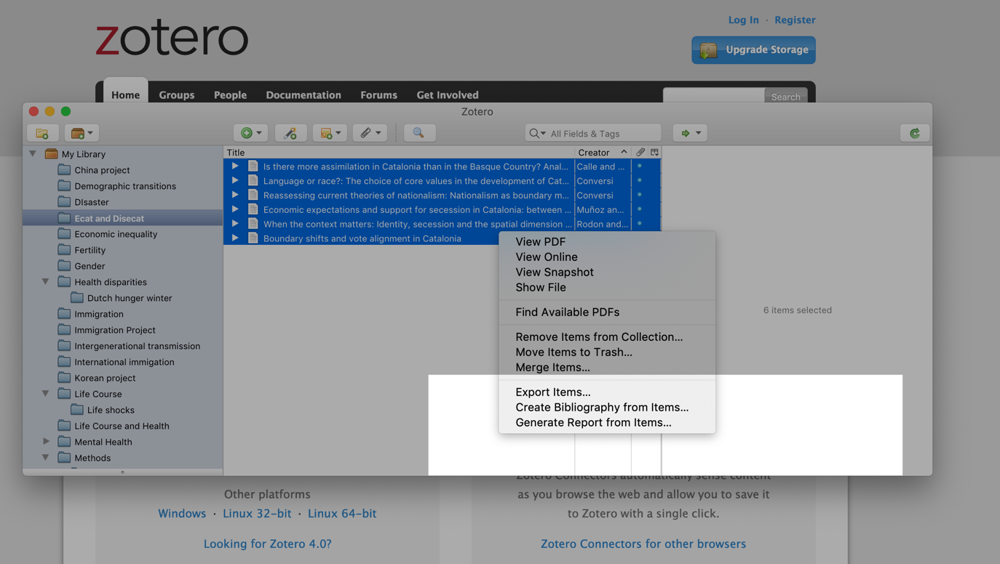 zotero
Log In · Register
Upgrade Storage
Home Groups People Documentation Forums Get Involved
Search
Zotero
All Fields & Tags
My Library
China project
Demographic transitions
DIsaster
Ecat and Disecat
Economic inequality
Fertility
Gender
Health disparities
Dutch hunger winter
Immigration
Immigration Project
Intergenerational transmission
International immigation
Korean project
Life Course
Life shocks
Life Course and Health
Mental Health
Methods
Title Creator
Is there more assimilation in Catalonia than in the Basque Country? Anal... Calle and ...
Language or race?: The choice of core values in the development of Cat... Conversi
Reassessing current theories of nationalism: Nationalism as boundary m... Conversi
Economic expectations and support for secession in Catalonia: between ... Muñoz an...
When the context matters: Identity, secession and the spatial dimension ... Rodon and...
Boundary shifts and vote alignment in Catalonia
View PDF
View Online
View Snapshot
Show File
Find Available PDFs
Remove Items from Collection...
Move Items to Trash...
Merge Items...
Export Items...
Create Bibliography from Items...
Generate Report from Items...
6 items selected
Other platforms
Windows · Linux 32-bit · Linux 64-bit
Looking for Zotero 4.0?
Zotero Connectors automatically sense content
as you browse the web and allow you to save it
to Zotero with a single click.
Zotero Connectors for other browsers